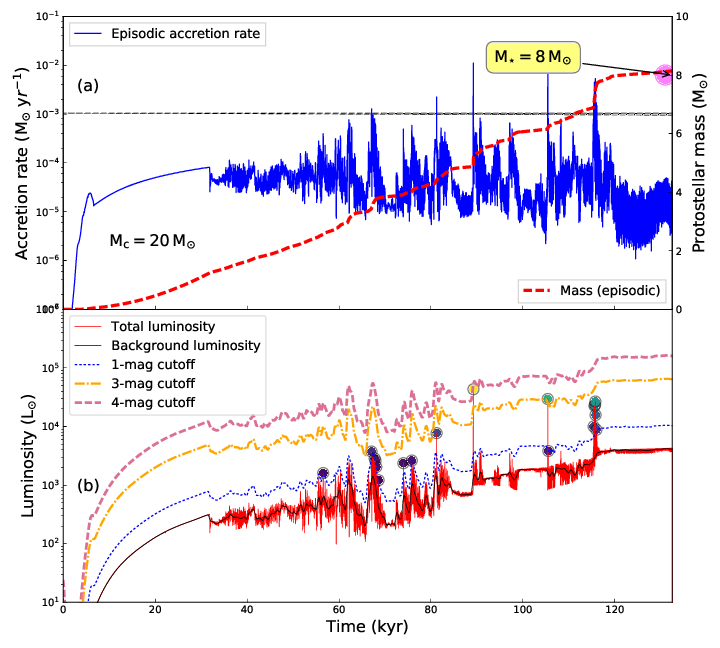 Episodic accretion rate
(a)
M⋆ = 8 M⊙
M_c = 20 M⊙
Mass (episodic)
Accretion rate (M⊙ yr⁻¹)
10⁻¹
10⁻²
10⁻³
10⁻⁴
10⁻⁵
10⁻⁶
Protostellar mass (M⊙)
10
8
6
4
2
0
Total luminosity
Background luminosity
1-mag cutoff
3-mag cutoff
4-mag cutoff
(b)
Luminosity (L⊙)
10⁵
10⁴
10³
10²
10¹
0 20 40 60 80 100 120
Time (kyr)